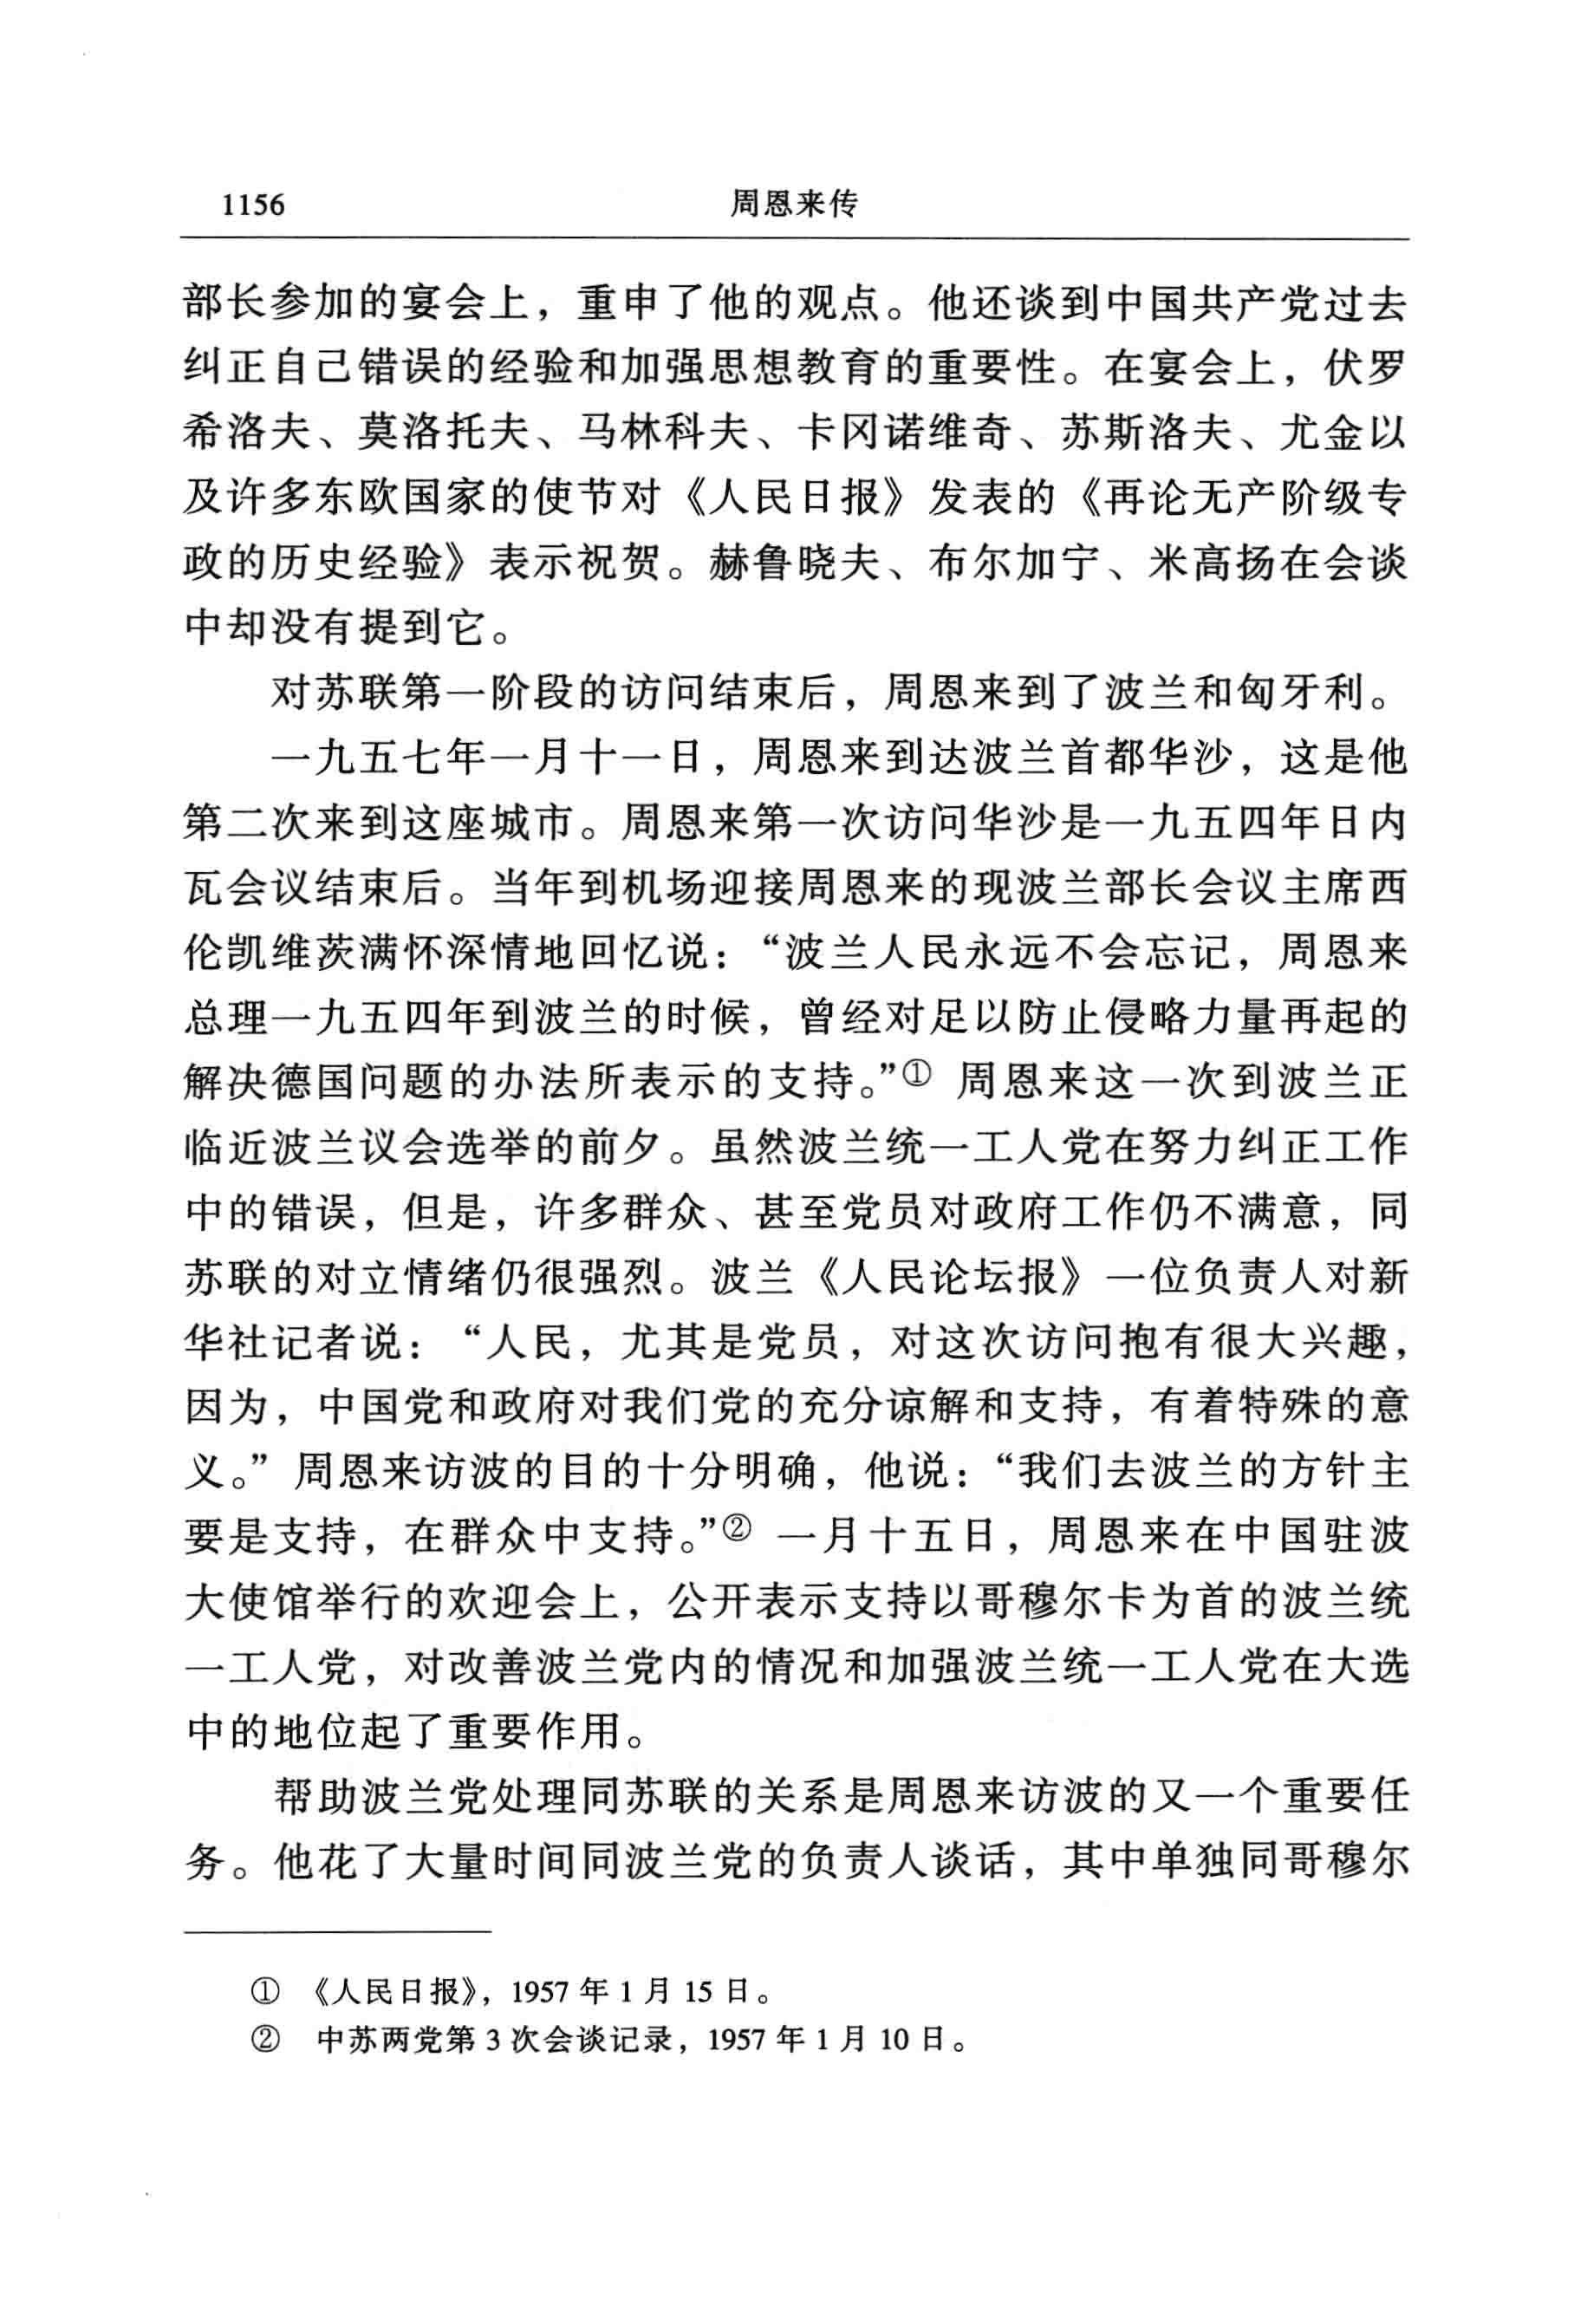 1156 周恩来传
部长参加的宴会上，重申了他的观点。他还谈到中国共产党过去
纠正自己错误的经验和加强思想教育的重要性。在宴会上，伏罗
希洛夫、莫洛托夫、马林科夫、卡冈诺维奇、苏斯洛夫、尤金以
及许多东欧国家的使节对《人民日报》发表的《再论无产阶级专
政的历史经验》表示祝贺。赫鲁晓夫、布尔加宁、米高扬在会谈
中却没有提到它。
对苏联第一阶段的访问结束后，周恩来到了波兰和匈牙利。
一九五七年一月十一日，周恩来到达波兰首都华沙，这是他
第二次来到这座城市。周恩来第一次访问华沙是一九五四年日内
瓦会议结束后。当年到机场迎接周恩来的现波兰部长会议主席西
伦凯维茨满怀深情地回忆说：“波兰人民永远不会忘记，周恩来
总理一九五四年到波兰的时候，曾经对足以防止侵略力量再起的
解决德国问题的办法所表示的支持。”① 周恩来这一次到波兰正
临近波兰议会选举的前夕。虽然波兰统一工人党在努力纠正工作
中的错误，但是，许多群众、甚至党员对政府工作仍不满意，同
苏联的对立情绪仍很强烈。波兰《人民论坛报》一位负责人对新
华社记者说：“人民，尤其是党员，对这次访问抱有很大兴趣，
因为，中国党和政府对我们党的充分谅解和支持，有着特殊的意
义。”周恩来访波的目的十分明确，他说：“我们去波兰的方针主
要是支持，在群众中支持。”② 一月十五日，周恩来在中国驻波
大使馆举行的欢迎会上，公开表示支持以哥穆尔卡为首的波兰统
一工人党，对改善波兰党内的情况和加强波兰统一工人党在大选
中的地位起了重要作用。
帮助波兰党处理同苏联的关系是周恩来访波的又一个重要任
务。他花了大量时间同波兰党的负责人谈话，其中单独同哥穆尔
① 《人民日报》，1957 年 1 月 15 日。
② 中苏两党第 3 次会谈记录，1957 年 1 月 10 日。